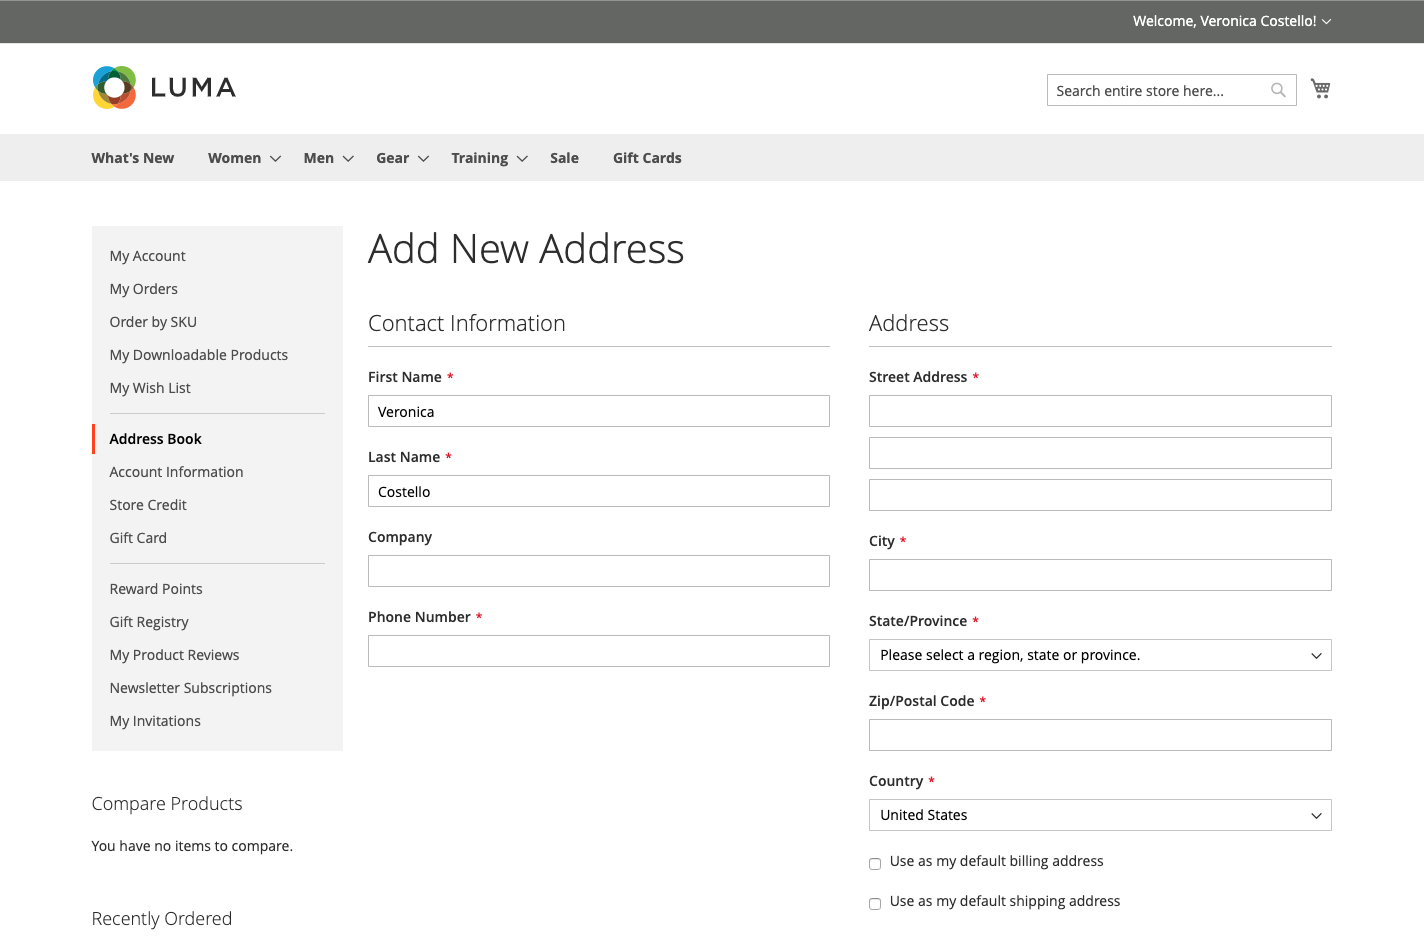 Welcome, Veronica Costello!
LUMA
Search entire store here...
What's New
Women
Men
Gear
Training
Sale
Gift Cards
My Account
My Orders
Order by SKU
My Downloadable Products
My Wish List
Address Book
Account Information
Store Credit
Gift Card
Reward Points
Gift Registry
My Product Reviews
Newsletter Subscriptions
My Invitations
Compare Products
You have no items to compare.
Recently Ordered
Add New Address
Contact Information
First Name *
Veronica
Last Name *
Costello
Company
Phone Number *
Address
Street Address *
City *
State/Province *
Please select a region, state or province.
Zip/Postal Code *
Country *
United States
Use as my default billing address
Use as my default shipping address